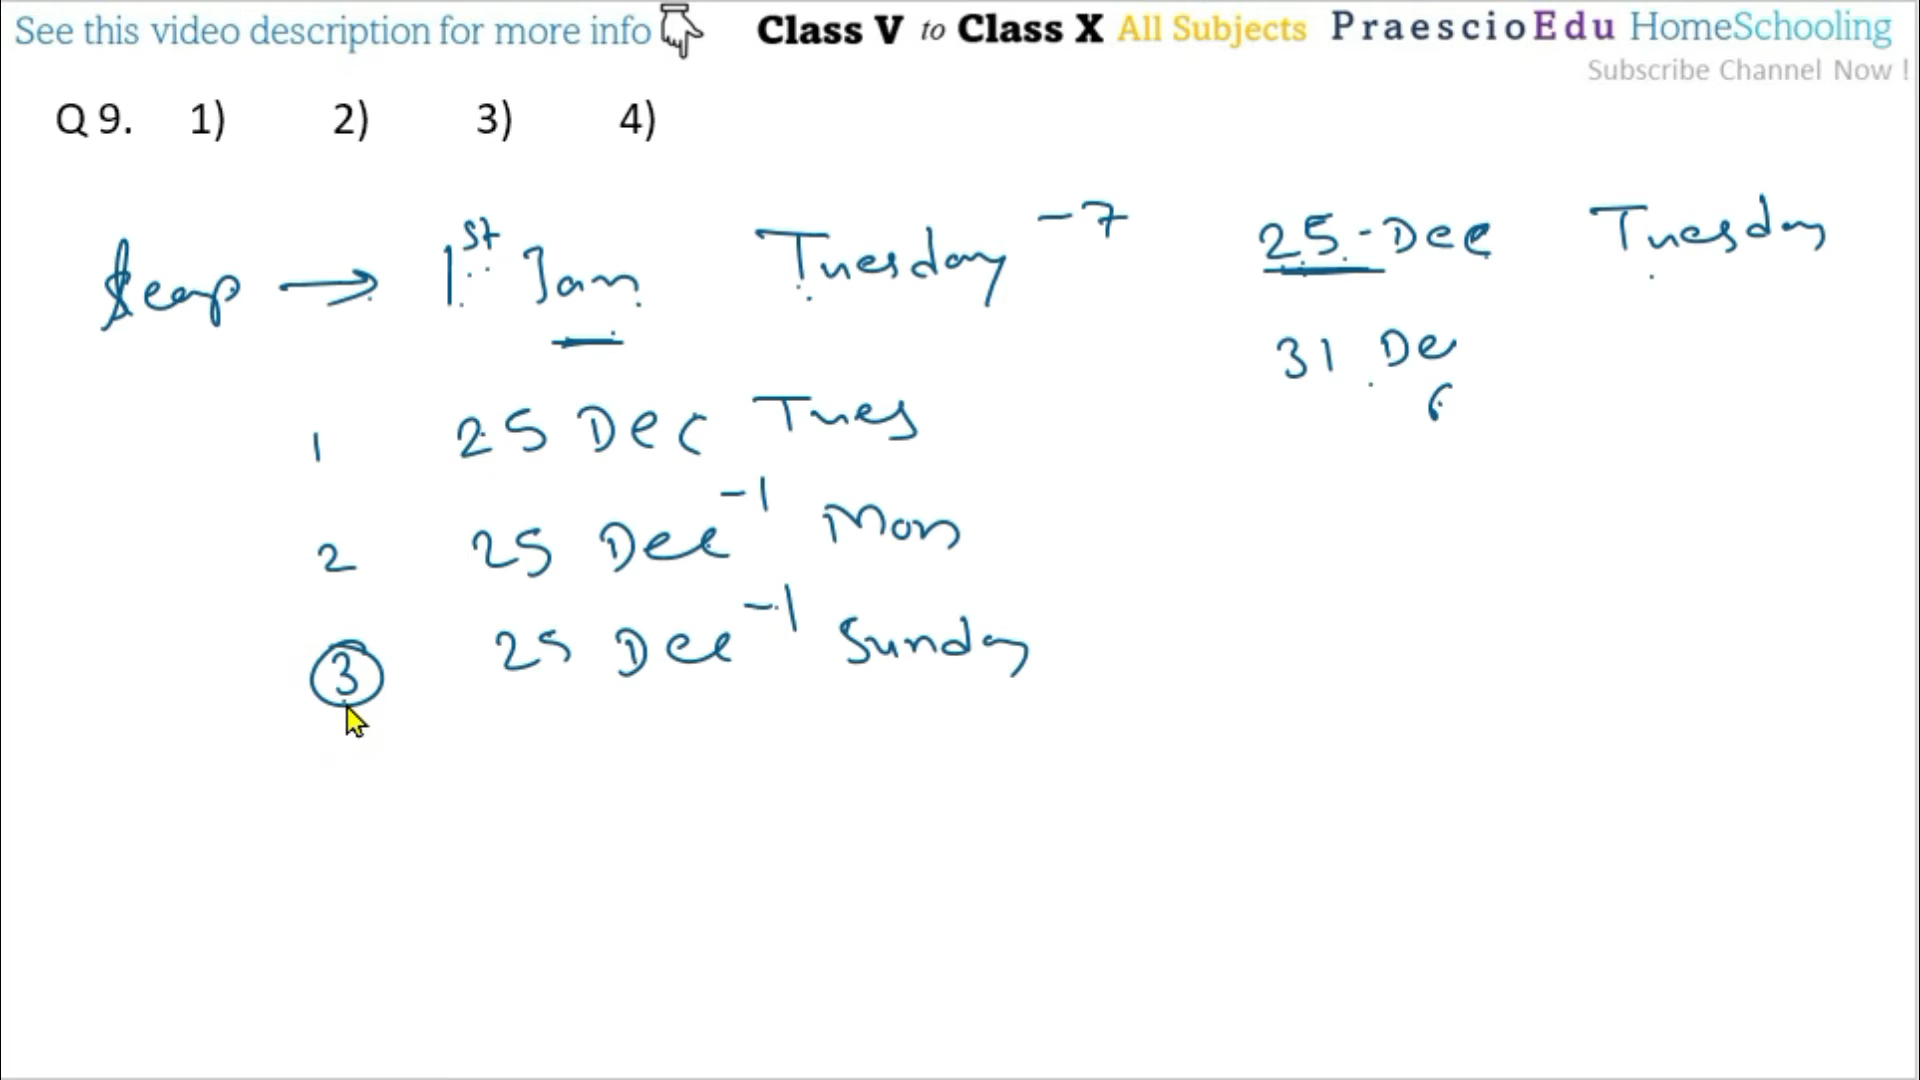 See this video description for more info Class V to Class X All Subjects PraescioEdu HomeSchooling
Subscribe Channel Now !
Q 9. 1) 2) 3) 4)
Leap → 1st Jan Tuesday -7 25-Dec Tuesday
31 De
6
1 25 Dec Tues
2 25 Dec -1 Mon
3 25 Dec -1 Sunday